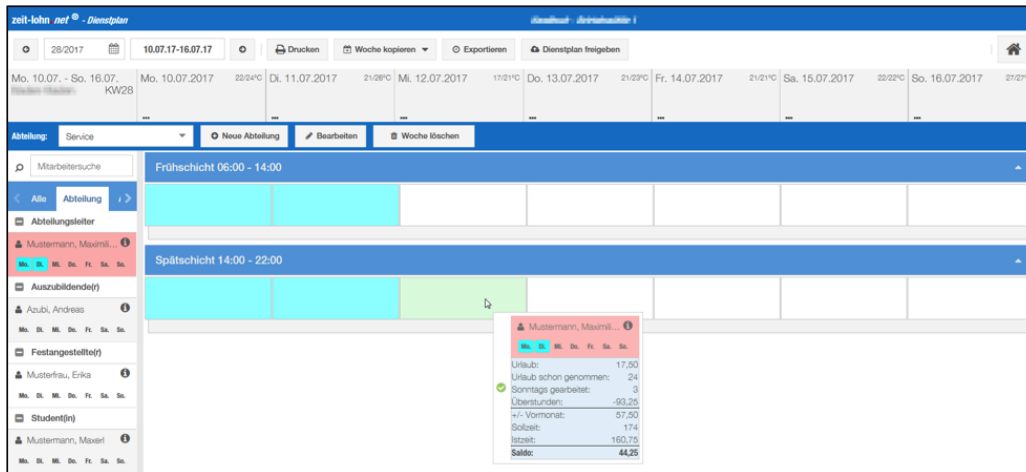 zeit-lohn.net ® - Dienstplan
28/2017 10.07.17-16.07.17 Drucken Woche kopieren Exportieren Dienstplan freigeben
Mo. 10.07. - So. 16.07. Mo. 10.07.2017 22/24°C Di. 11.07.2017 21/26°C Mi. 12.07.2017 17/21°C Do. 13.07.2017 21/23°C Fr. 14.07.2017 21/21°C Sa. 15.07.2017 22/22°C So. 16.07.2017
KW28
... ... ... ... ... ... ...
Abteilung: Service Neue Abteilung Bearbeiten Woche löschen
Mitarbeitersuche
Frühschicht 06:00 - 14:00
Alle Abteilung
Abteilungsleiter
Mustermann, Maximili...
Mo. Di. Mi. Do. Fr. Sa. So.
Spätschicht 14:00 - 22:00
Auszubildende(r)
Azubi, Andreas
Mo. Di. Mi. Do. Fr. Sa. So.
Festangestellte(r)
Musterfrau, Erika
Mo. Di. Mi. Do. Fr. Sa. So.
Student(in)
Mustermann, Maxerl
Mo. Di. Mi. Do. Fr. Sa. So.
Mustermann, Maximili...
Mo. Di. Mi. Do. Fr. Sa. So.
Urlaub: 17,50
Urlaub schon genommen: 24
Sonntags gearbeitet: 3
Überstunden: -93,25
+/- Vormonat: 57,50
Sollzeit: 174
Istzeit: 160,75
Saldo: 44,25